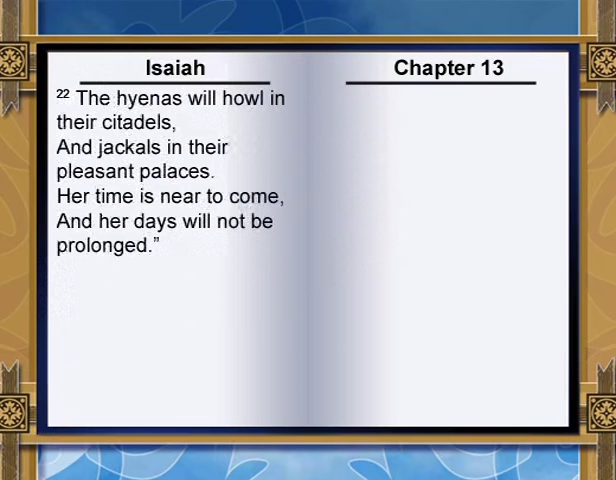 Isaiah
Chapter 13
²² The hyenas will howl in
their citadels,
And jackals in their
pleasant palaces.
Her time is near to come,
And her days will not be
prolonged.”